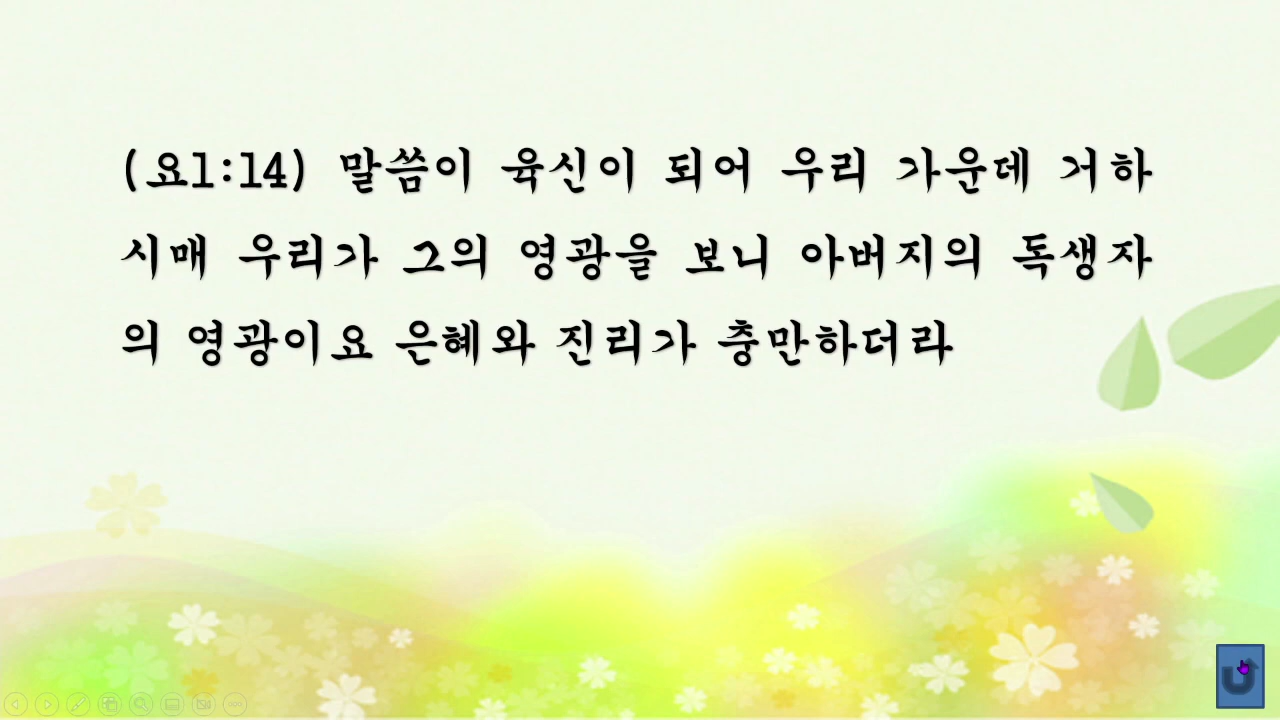 (요1:14) 말씀이 육신이 되어 우리 가운데 거하
시매 우리가 그의 영광을 보니 아버지의 독생자
의 영광이요 은혜와 진리가 충만하더라